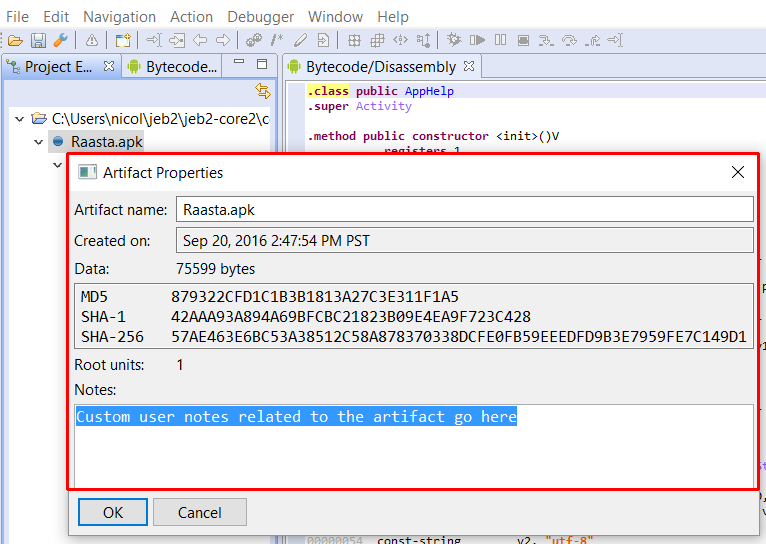 File Edit Navigation Action Debugger Window Help
Project E... Bytecode... Bytecode/Disassembly
.class public AppHelp
.super Activity
C:\Users\nicol\jeb2\jeb2-core2\c
.method public constructor <init>()V
Raasta.apk
.registers 1
Artifact Properties
Artifact name: Raasta.apk
Created on: Sep 20, 2016 2:47:54 PM PST
Data: 75599 bytes
MD5 879322CFD1C1B3B1813A27C3E311F1A5
SHA-1 42AAA93A894A69BFCBC21823B09E4EA9F723C428
SHA-256 57AE463E6BC53A38512C58A878370338DCFE0FB59EEEDFD9B3E7959FE7C149D1
Root units: 1
Notes:
Custom user notes related to the artifact go here
OK Cancel
00000054 const-string v2, "utf-8"